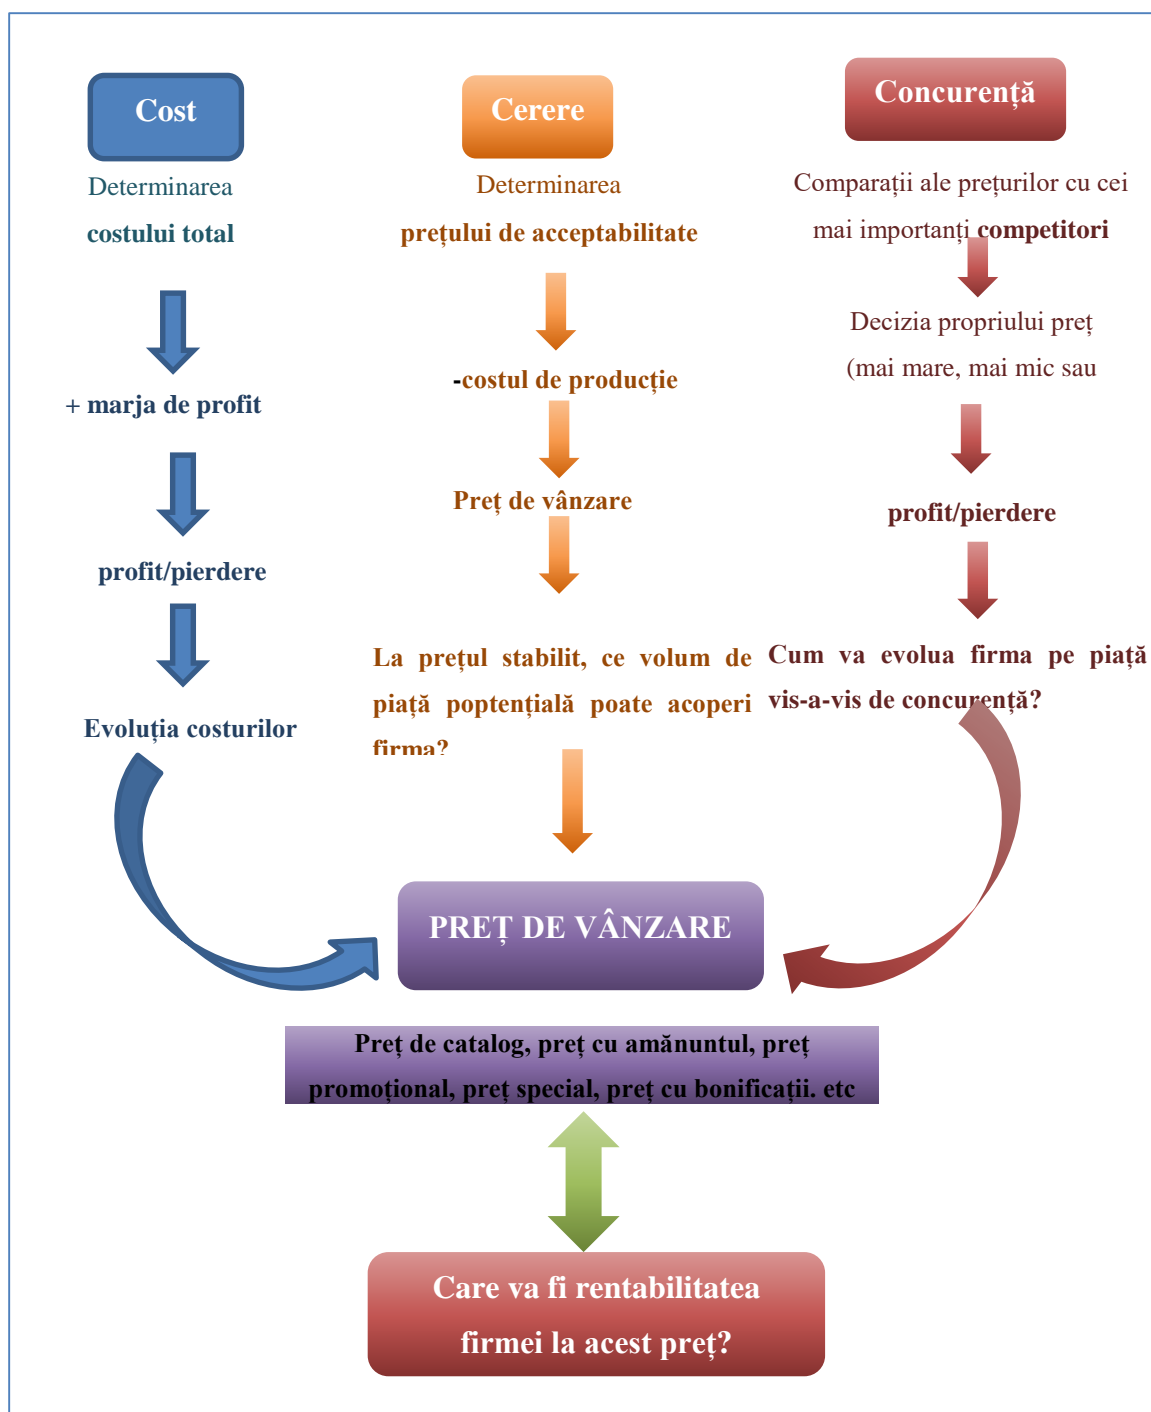 Cost
Determinarea
costului total
+ marja de profit
profit/pierdere
Evoluția costurilor
Cerere
Determinarea
prețului de acceptabilitate
-costul de producție
Preț de vânzare
La prețul stabilit, ce volum de
piață poptențială poate acoperi
firma?
Concurență
Comparații ale prețurilor cu cei
mai importanți competitori
Decizia propriului preț
(mai mare, mai mic sau
profit/pierdere
Cum va evolua firma pe piață
vis-a-vis de concurență?
PREȚ DE VÂNZARE
Preț de catalog, preț cu amănuntul, preț
promoțional, preț special, preț cu bonificații. etc
Care va fi rentabilitatea
firmei la acest preț?